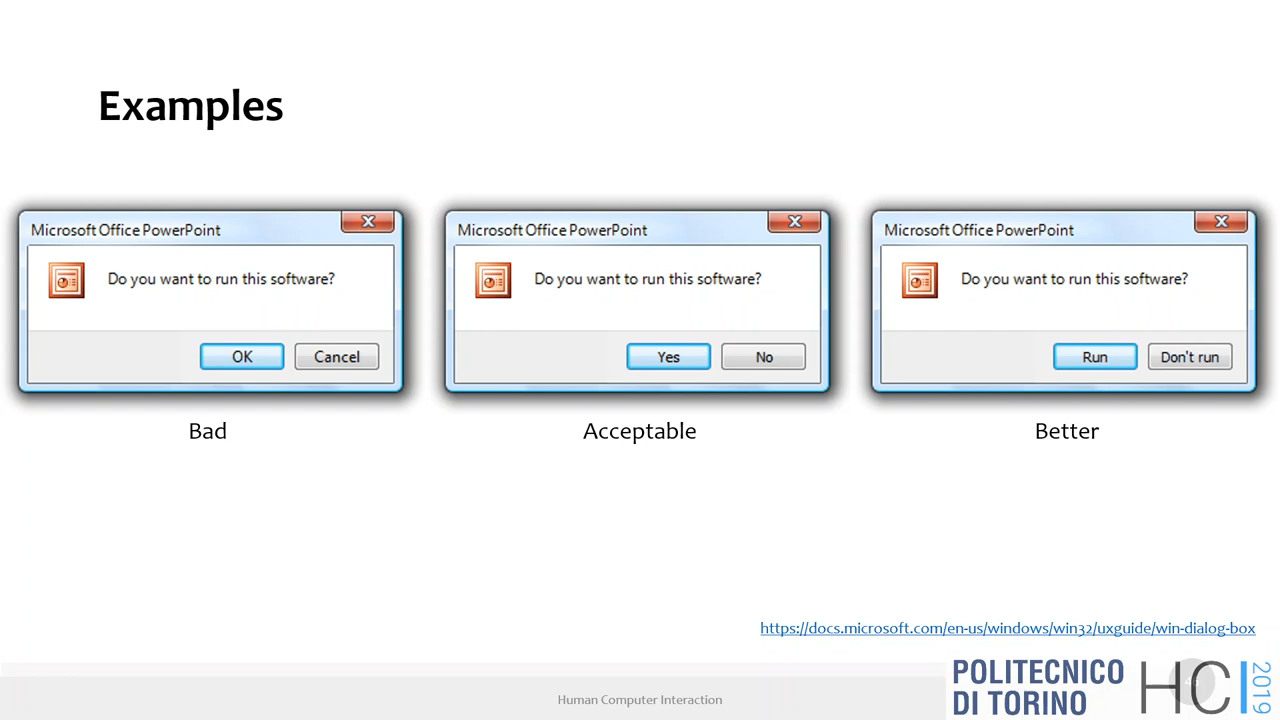 Examples
Microsoft Office PowerPoint
Do you want to run this software?
OK
Cancel
Bad
Microsoft Office PowerPoint
Do you want to run this software?
Yes
No
Acceptable
Microsoft Office PowerPoint
Do you want to run this software?
Run
Don't run
Better
https://docs.microsoft.com/en-us/windows/win32/uxguide/win-dialog-box
Human Computer Interaction
POLITECNICO
DI TORINO
HCI
2019